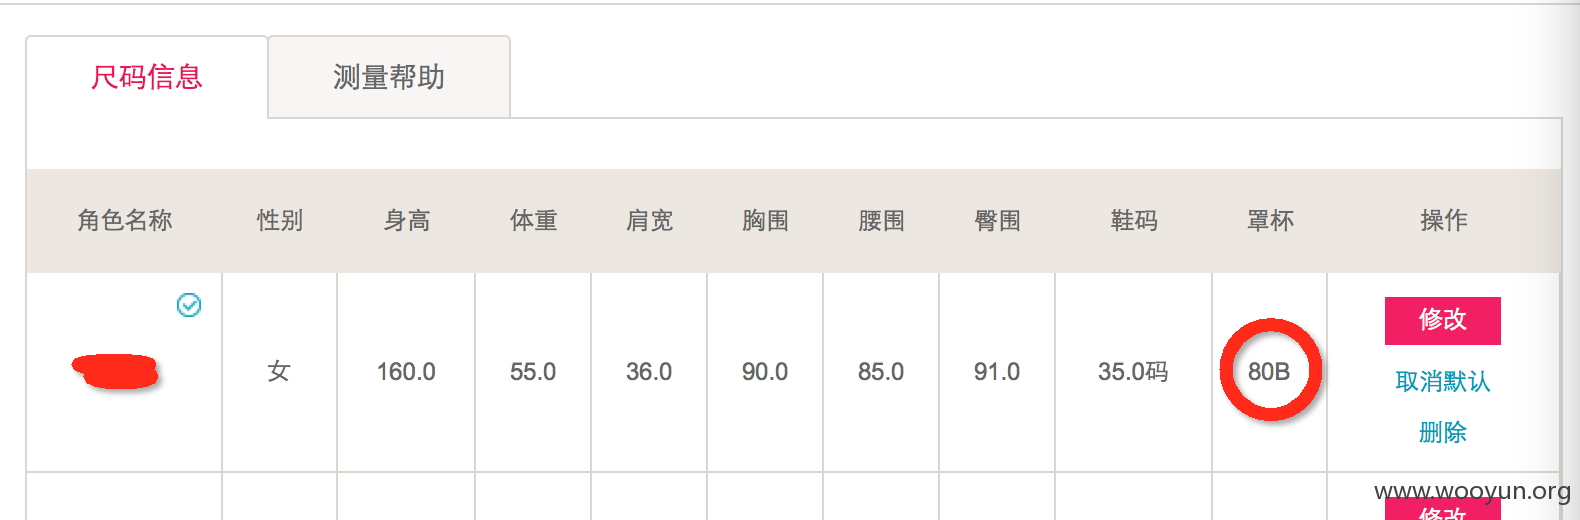 尺码信息 测量帮助
角色名称 性别 身高 体重 肩宽 胸围 腰围 臀围 鞋码 罩杯 操作
修改
女 160.0 55.0 36.0 90.0 85.0 91.0 35.0码 80B
取消默认
删除
www.wooyun.org
修改